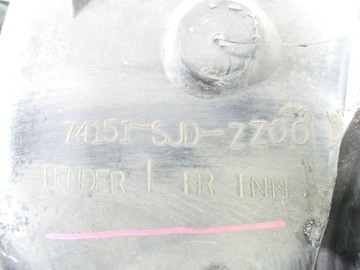 74151 SJD-ZZ00
FENDER L FR INN